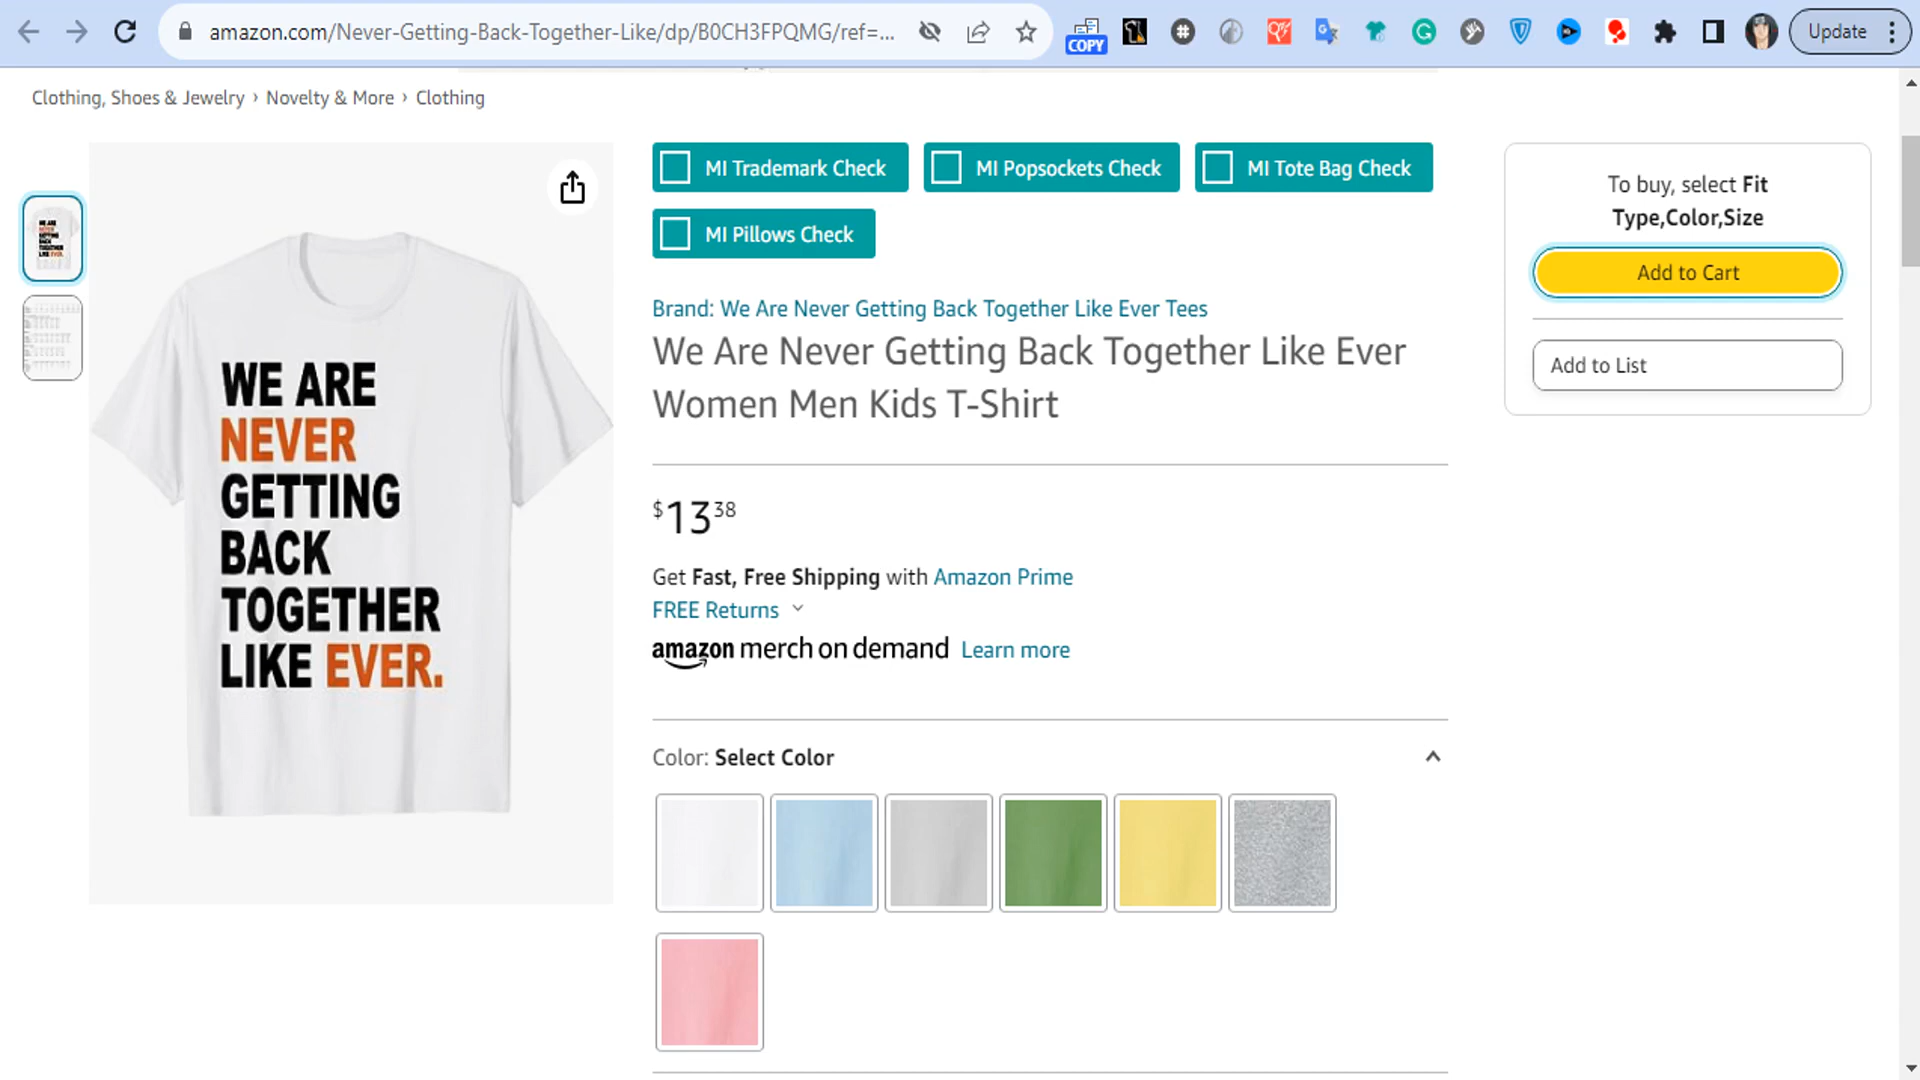 amazon.com/Never-Getting-Back-Together-Like/dp/B0CH3FPQMG/ref=...
COPY
Update
Clothing, Shoes & Jewelry › Novelty & More › Clothing
MI Trademark Check
MI Popsockets Check
MI Tote Bag Check
MI Pillows Check
Brand: We Are Never Getting Back Together Like Ever Tees
We Are Never Getting Back Together Like Ever
Women Men Kids T-Shirt
$13 38
Get Fast, Free Shipping with Amazon Prime
FREE Returns
amazon merch on demand Learn more
Color: Select Color
WE ARE
NEVER
GETTING
BACK
TOGETHER
LIKE EVER.
To buy, select Fit
Type,Color,Size
Add to Cart
Add to List